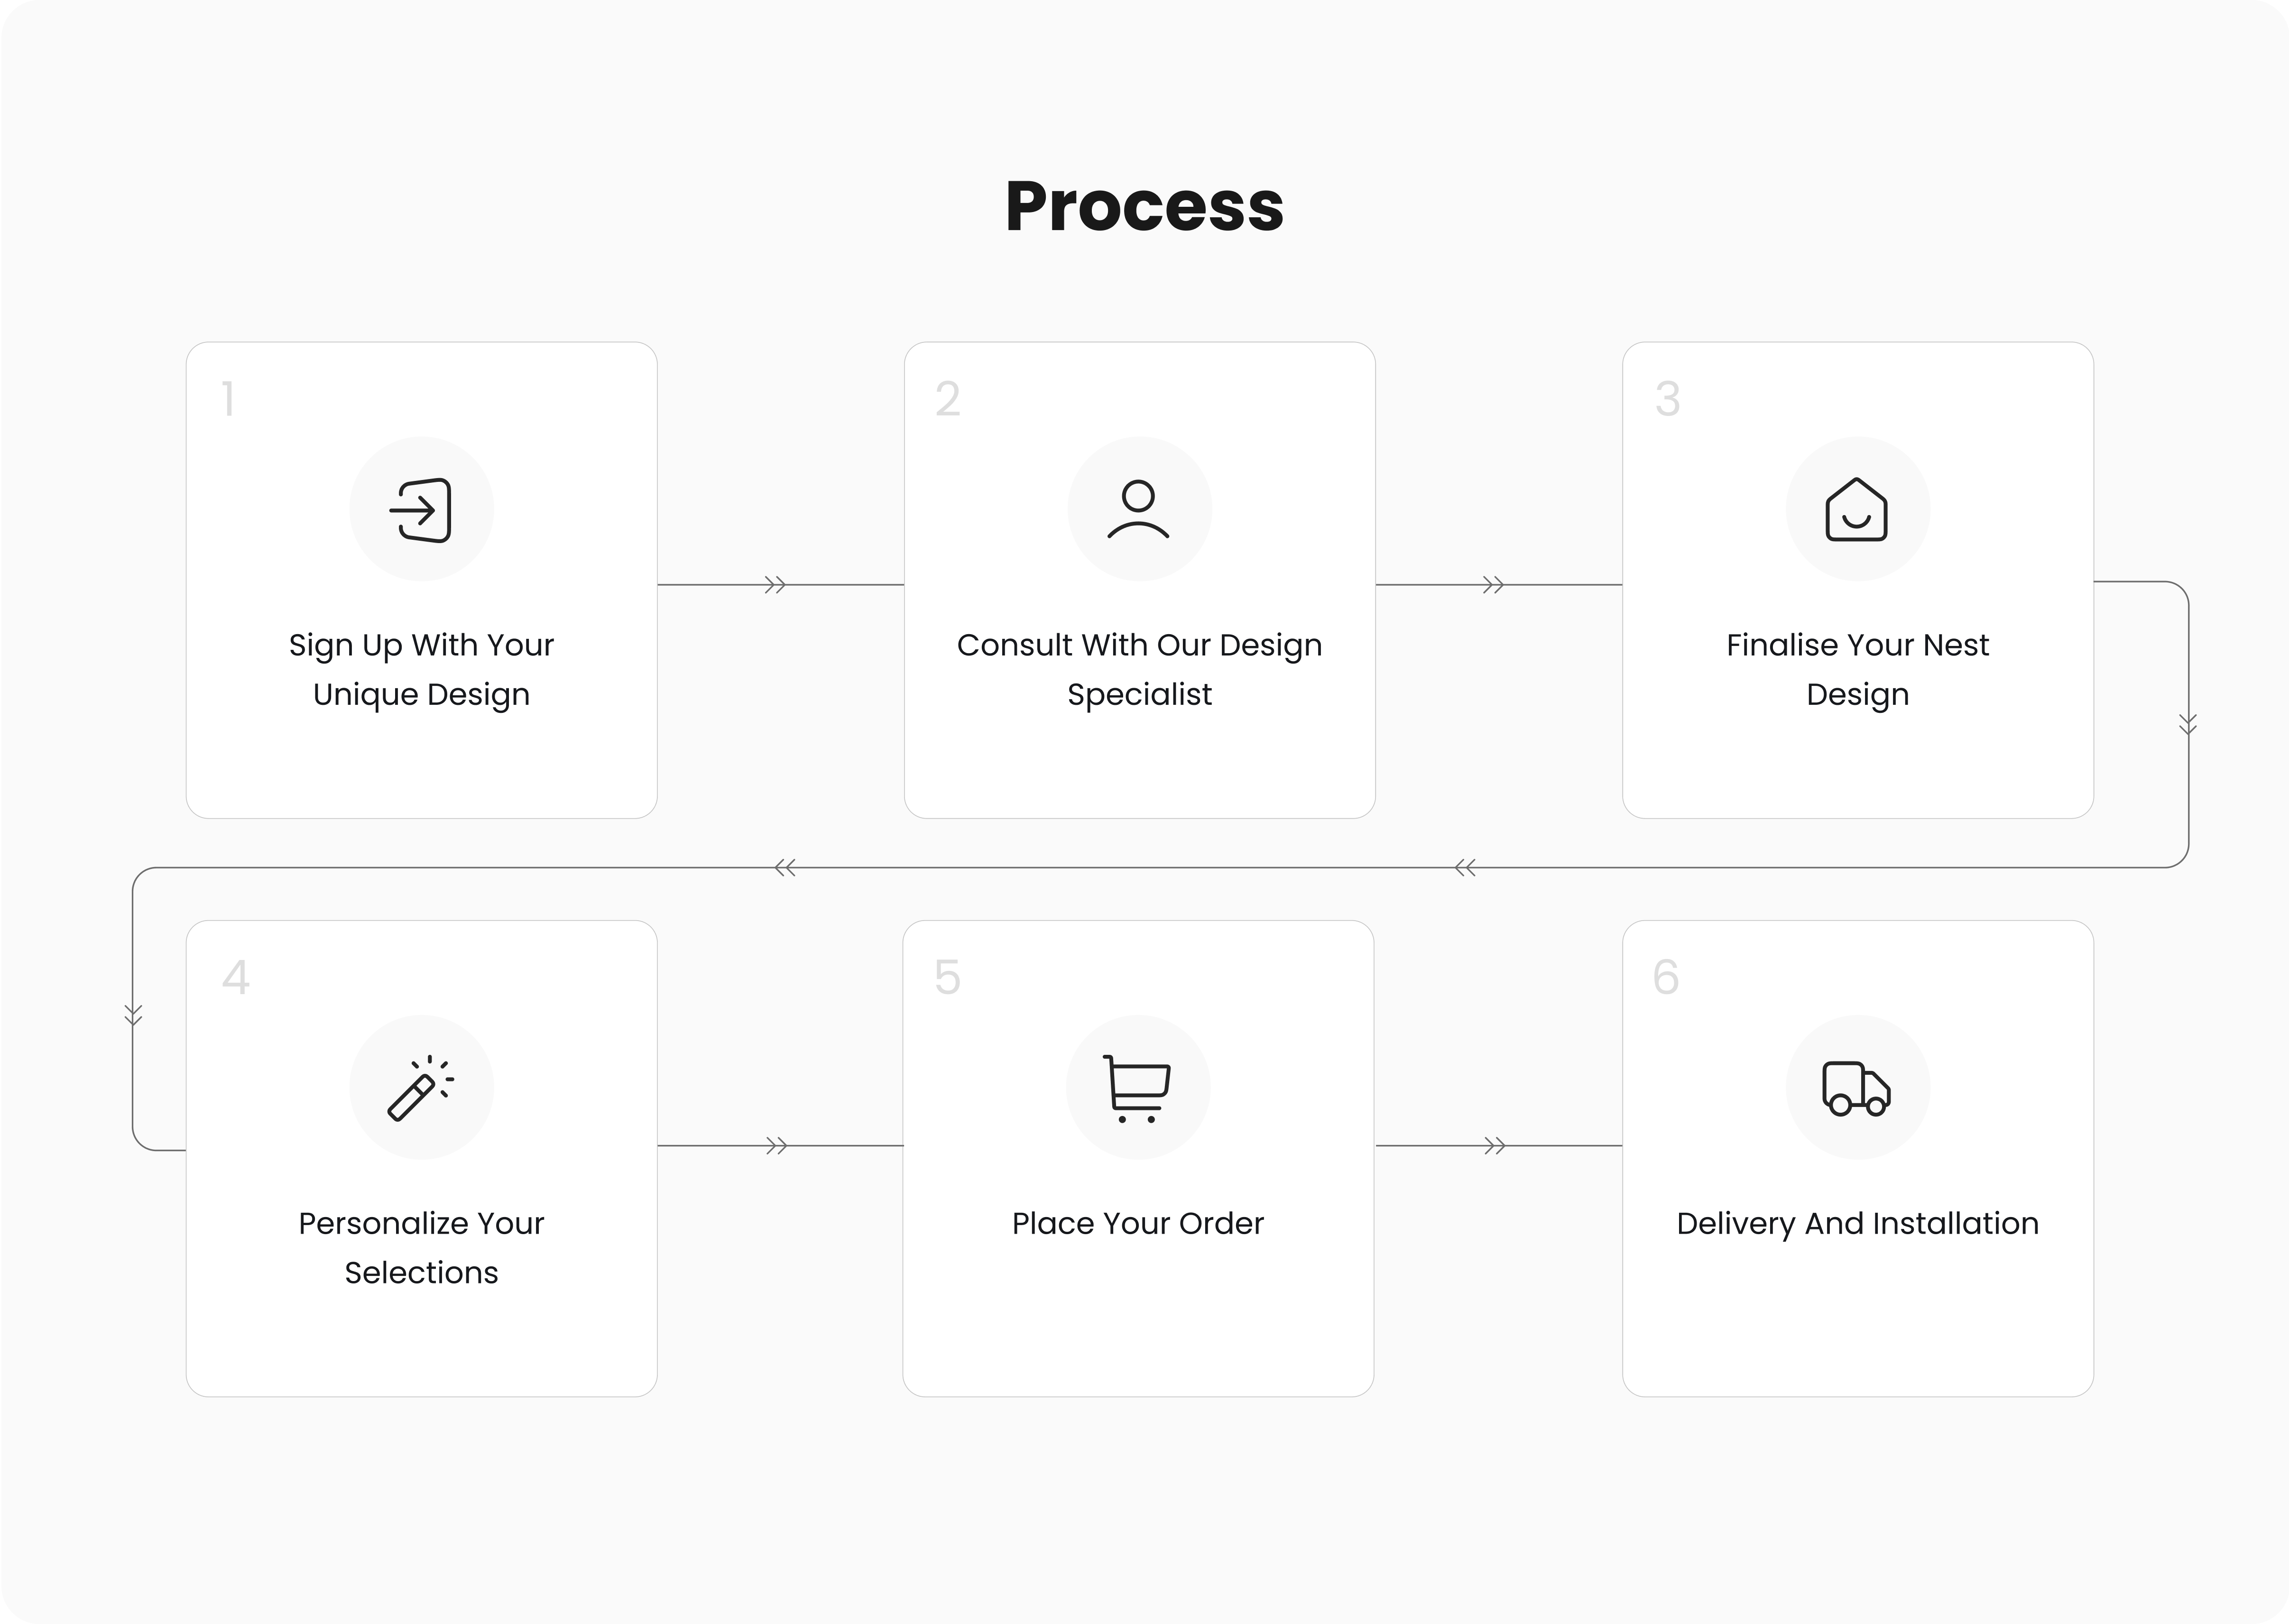 Process
1
Sign Up With Your
Unique Design
2
Consult With Our Design
Specialist
3
Finalise Your Nest
Design
4
Personalize Your
Selections
5
Place Your Order
6
Delivery And Installation